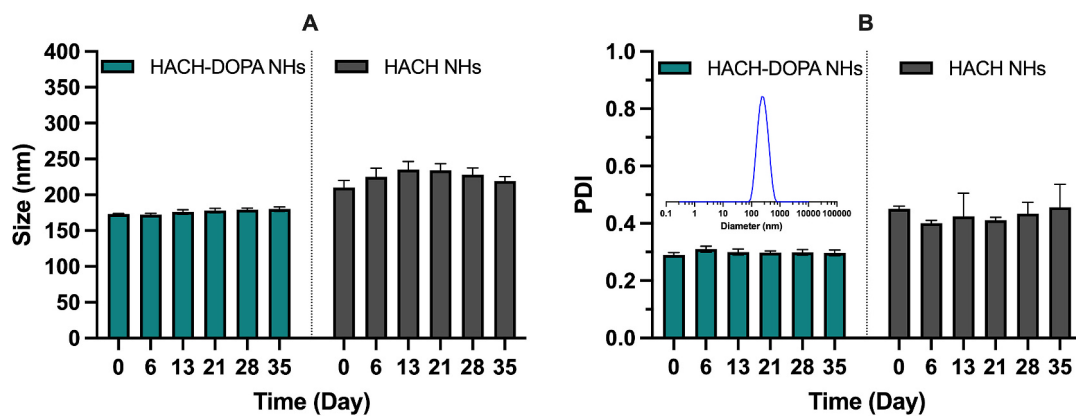 A
400
350
300
250
200
150
100
50
0
Size (nm)
HACH-DOPA NHs HACH NHs
0 6 13 21 28 35 0 6 13 21 28 35
Time (Day)
B
1.0
0.8
0.6
0.4
0.2
0.0
PDI
HACH-DOPA NHs HACH NHs
0.1 1 10 100 1000 10000 100000
Diameter (nm)
0 6 13 21 28 35 0 6 13 21 28 35
Time (Day)